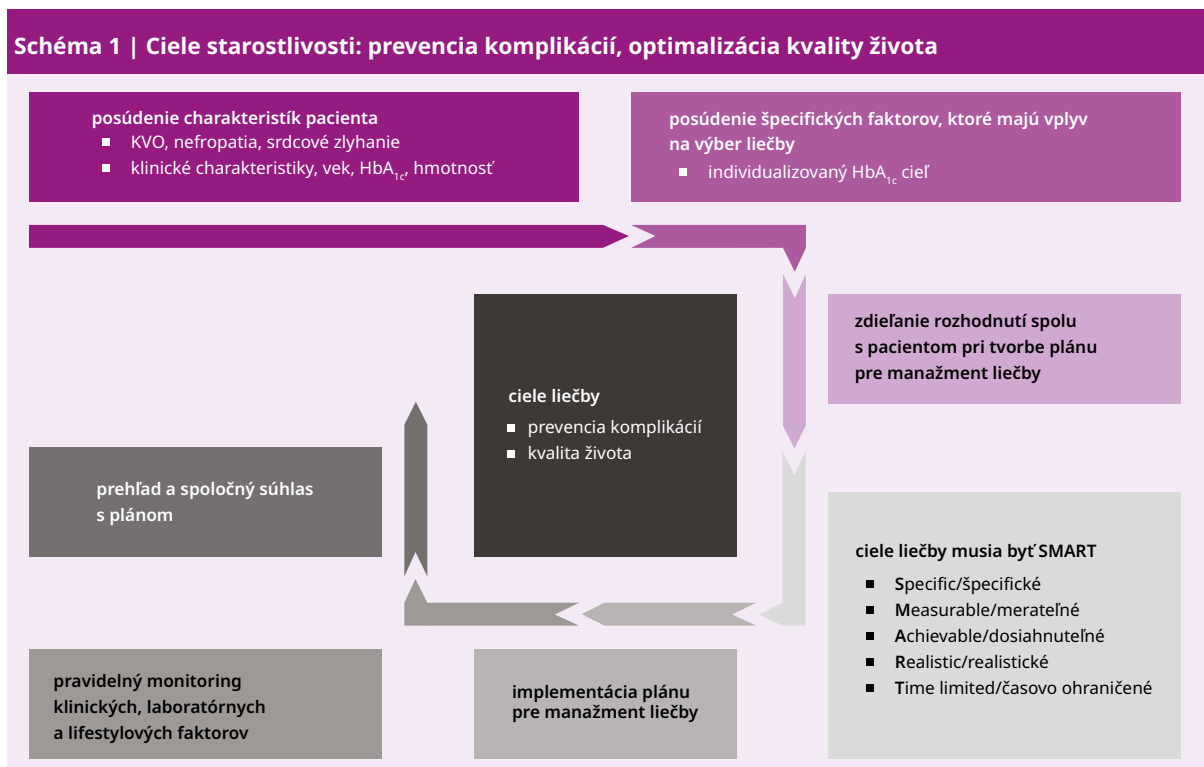 Schéma 1 | Ciele starostlivosti: prevencia komplikácií, optimalizácia kvality života
posúdenie charakteristík pacienta
KVO, nefropatia, srdcové zlyhanie
klinické charakteristiky, vek, HbA1c, hmotnosť
posúdenie špecifických faktorov, ktoré majú vplyv
na výber liečby
individualizovaný HbA1c cieľ
zdieľanie rozhodnutí spolu
s pacientom pri tvorbe plánu
pre manažment liečby
ciele liečby
prevencia komplikácií
kvalita života
prehľad a spoločný súhlas
s plánom
ciele liečby musia byť SMART
Specific/špecifické
Measurable/merateľné
Achievable/dosiahnuteľné
Realistic/realistické
Time limited/časovo ohraničené
pravidelný monitoring
klinických, laboratórnych
a lifestylových faktorov
implementácia plánu
pre manažment liečby